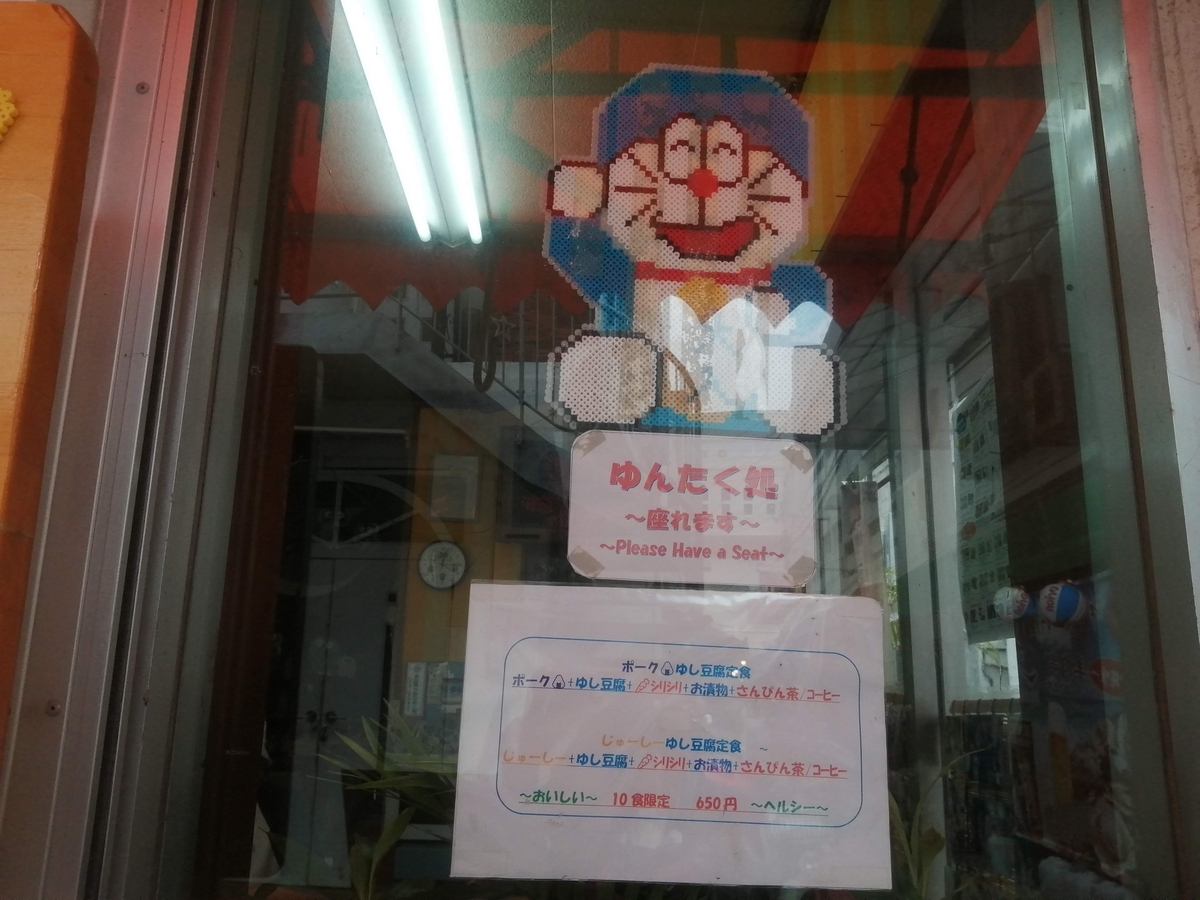 ゆんたく処
～座れます～
～Please Have a Seat～
ポーク🍙ゆし豆腐定食
ポーク🍙+ゆし豆腐+🥕シリシリ+お漬物+さんぴん茶/コーヒー
じゅーしーゆし豆腐定食 ～
じゅーしー+ゆし豆腐+🥕シリシリ+お漬物+さんぴん茶/コーヒー
～おいしい～ 10食限定 650円 ～ヘルシー～